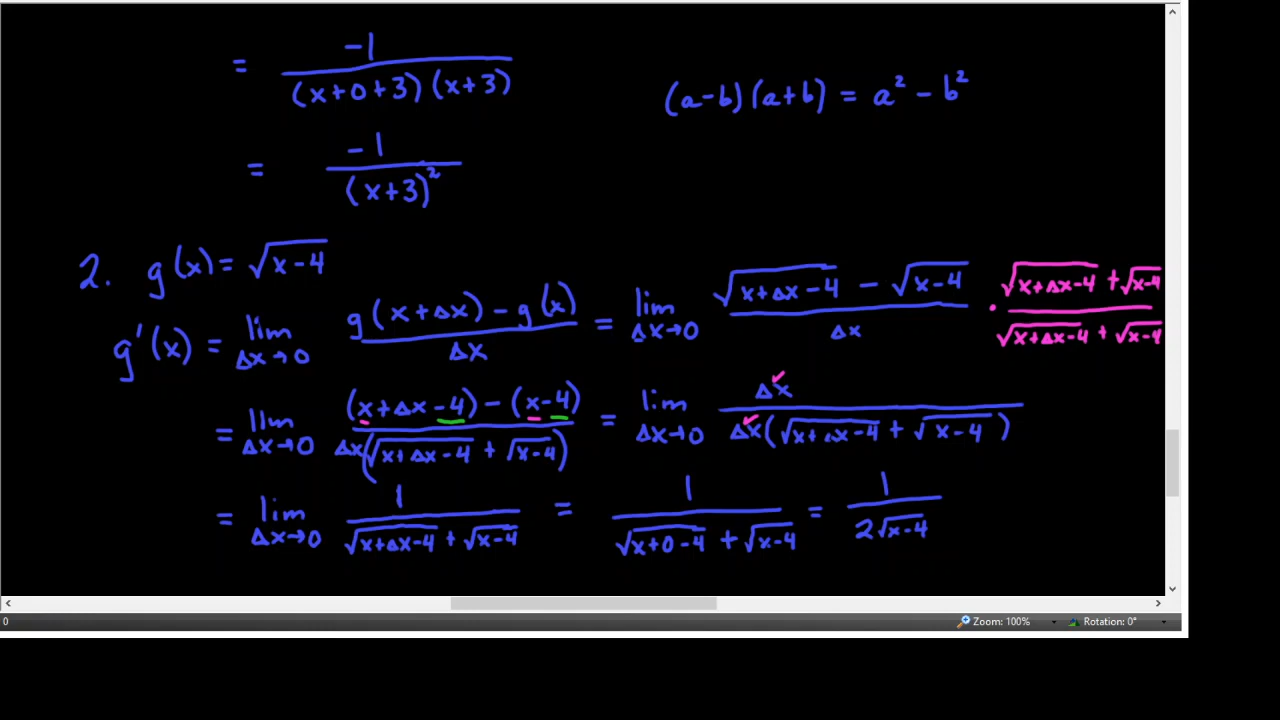 = -1 / (x+0+3)(x+3)
(a-b)(a+b) = a² - b²
= -1 / (x+3)²
2. g(x) = √(x-4)
g'(x) = lim Δx→0 g(x+Δx) - g(x) / Δx = lim Δx→0 √(x+Δx-4) - √(x-4) / Δx · √(x+Δx-4) + √(x-4) / √(x+Δx-4) + √(x-4)
= lim Δx→0 (x+Δx-4) - (x-4) / Δx(√(x+Δx-4) + √(x-4)) = lim Δx→0 Δx / Δx(√(x+Δx-4) + √(x-4))
= lim Δx→0 1 / √(x+Δx-4) + √(x-4) = 1 / √(x+0-4) + √(x-4) = 1 / 2√(x-4)
0 Zoom: 100% Rotation: 0°